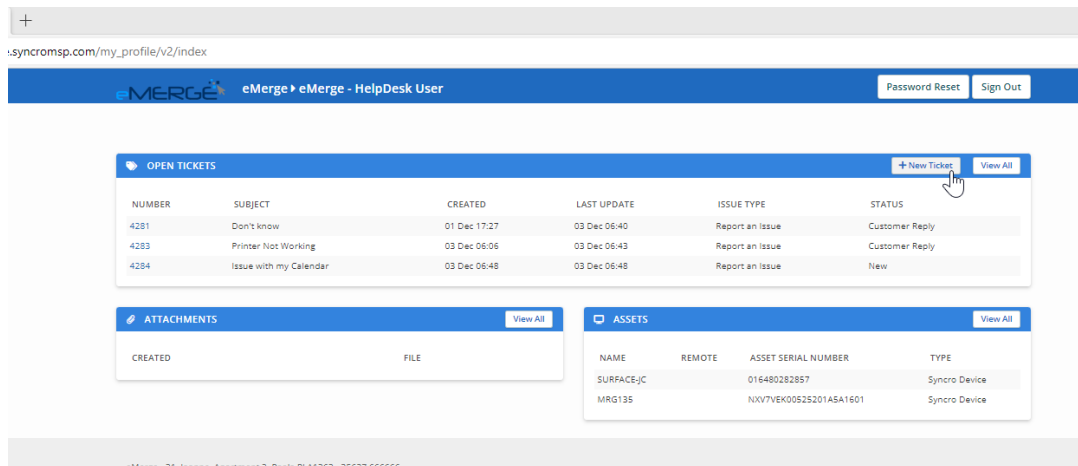 +
.syncromsp.com/my_profile/v2/index
eMERGE eMerge eMerge - HelpDesk User Password Reset Sign Out
OPEN TICKETS + New Ticket View All
NUMBER SUBJECT CREATED LAST UPDATE ISSUE TYPE STATUS
4281 Don't know 01 Dec 17:27 03 Dec 06:40 Report an Issue Customer Reply
4283 Printer Not Working 03 Dec 06:06 03 Dec 06:43 Report an Issue Customer Reply
4284 Issue with my Calendar 03 Dec 06:48 03 Dec 06:48 Report an Issue New
ATTACHMENTS View All
CREATED FILE
ASSETS View All
NAME REMOTE ASSET SERIAL NUMBER TYPE
SURFACE-JC 016480282857 Syncro Device
MRG135 NXV7VEK00525201A5A1601 Syncro Device